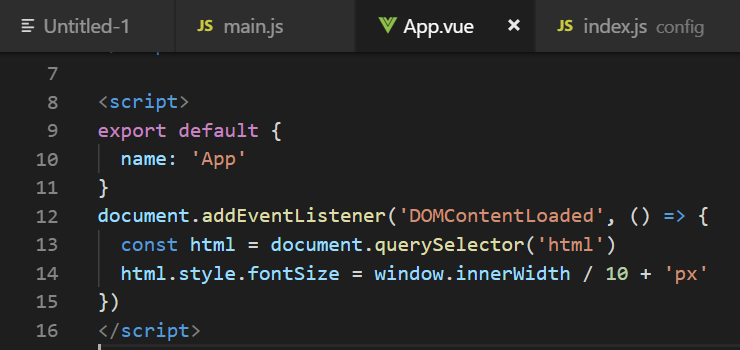 Untitled-1 JS main.js App.vue × JS index.js config
7
8 <script>
9 export default {
10 name: 'App'
11 }
12 document.addEventListener('DOMContentLoaded', () => {
13 const html = document.querySelector('html')
14 html.style.fontSize = window.innerWidth / 10 + 'px'
15 })
16 </script>